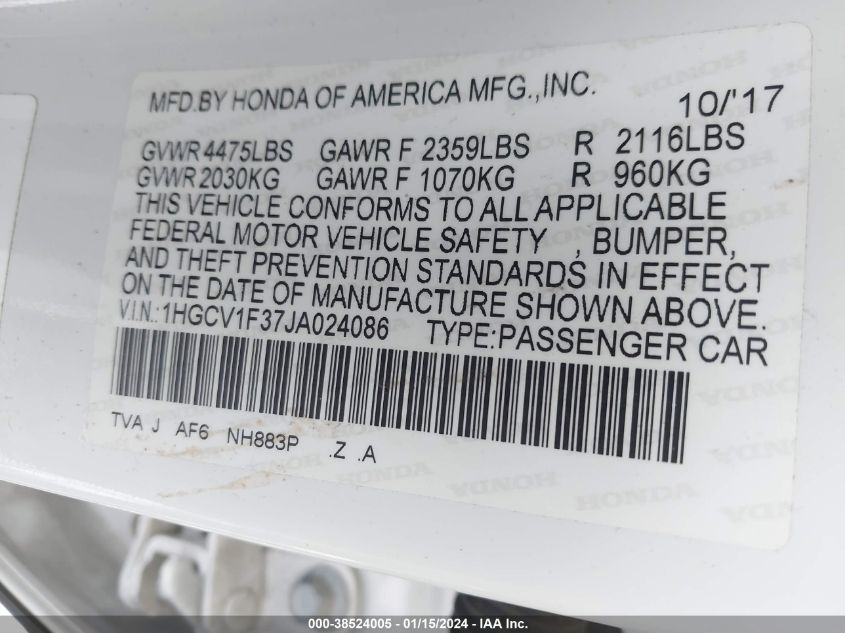 MFD.BY HONDA OF AMERICA MFG.,INC. 10/'17
GVWR 4475LBS GAWR F 2359LBS R 2116LBS
GVWR 2030KG GAWR F 1070KG R 960KG
THIS VEHICLE CONFORMS TO ALL APPLICABLE
FEDERAL MOTOR VEHICLE SAFETY , BUMPER,
AND THEFT PREVENTION STANDARDS IN EFFECT
ON THE DATE OF MANUFACTURE SHOWN ABOVE.
V.I.N.:1HGCV1F37JA024086 TYPE:PASSENGER CAR
TVA J AF6 NH883P .Z .A
HONDA HONDA HONDA
000-38524005 - 01/15/2024 - IAA Inc.